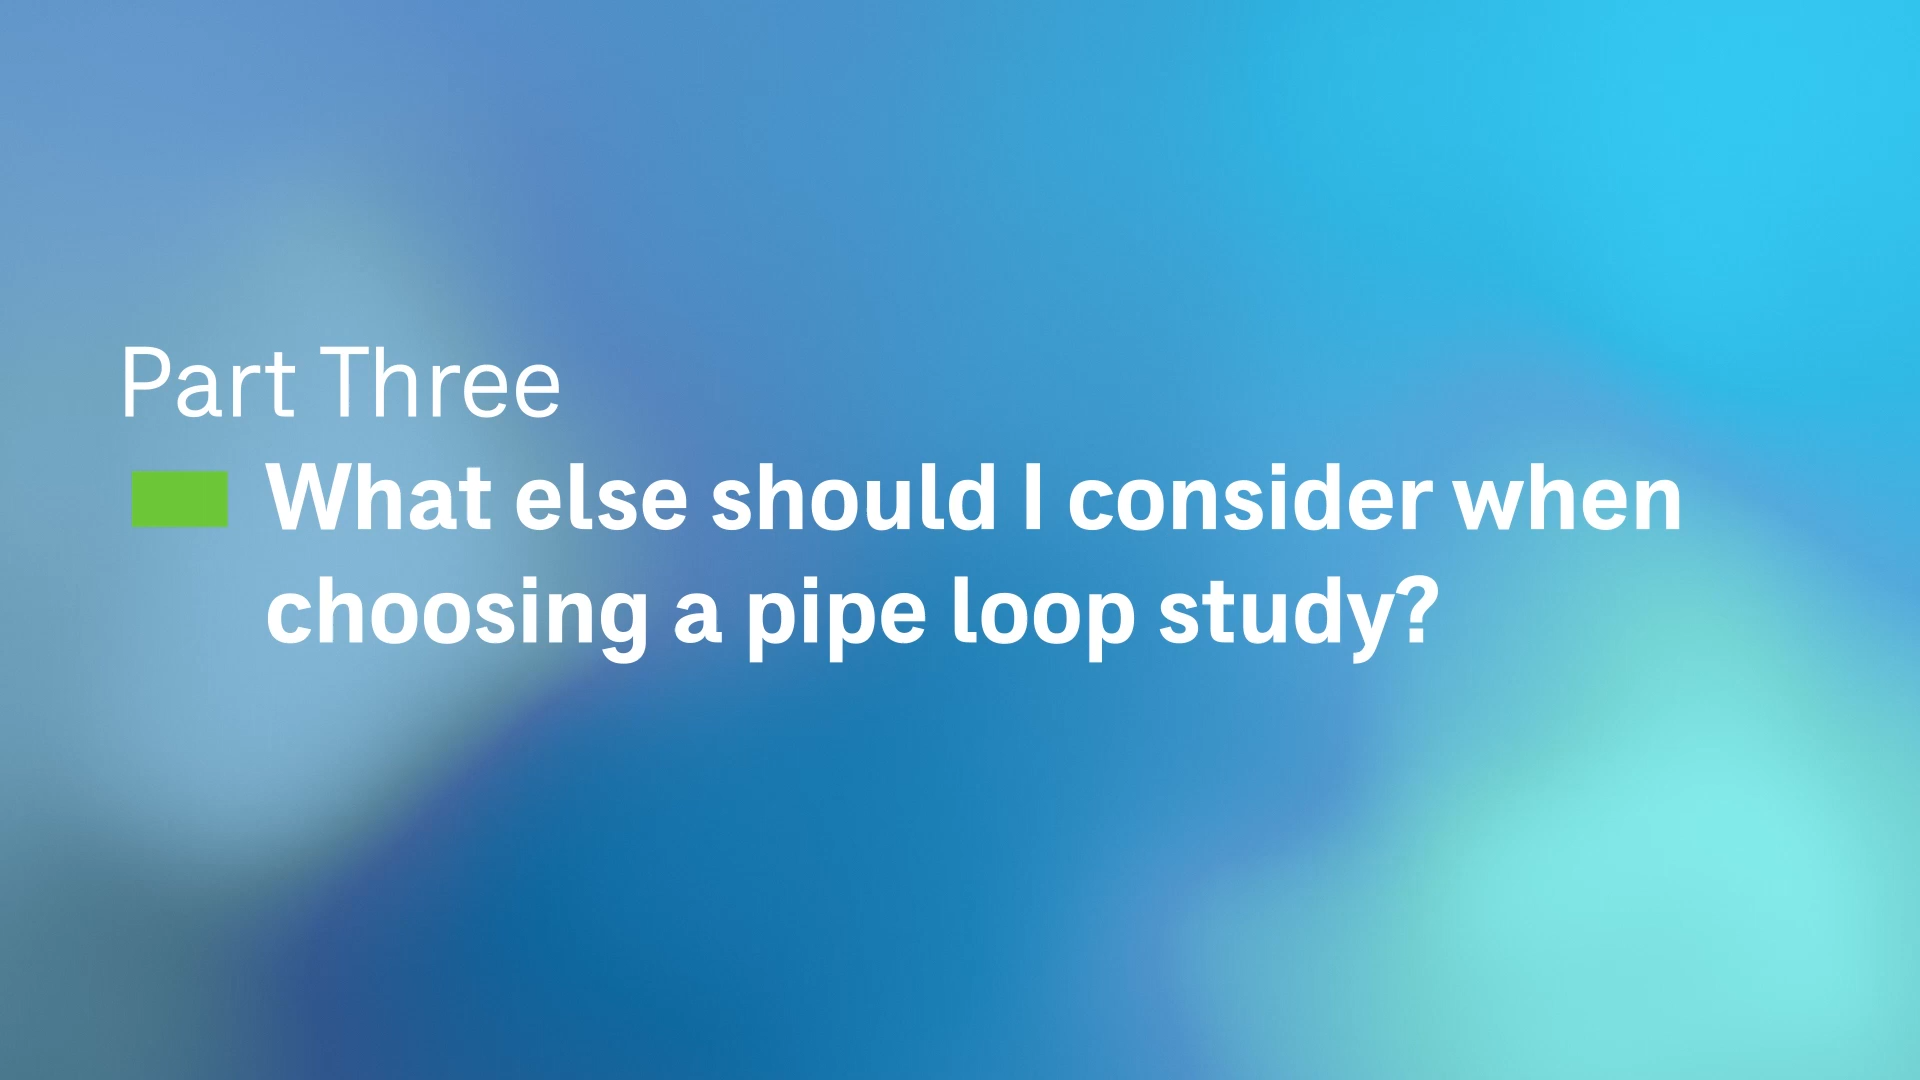 Part Three
What else should I consider when
choosing a pipe loop study?